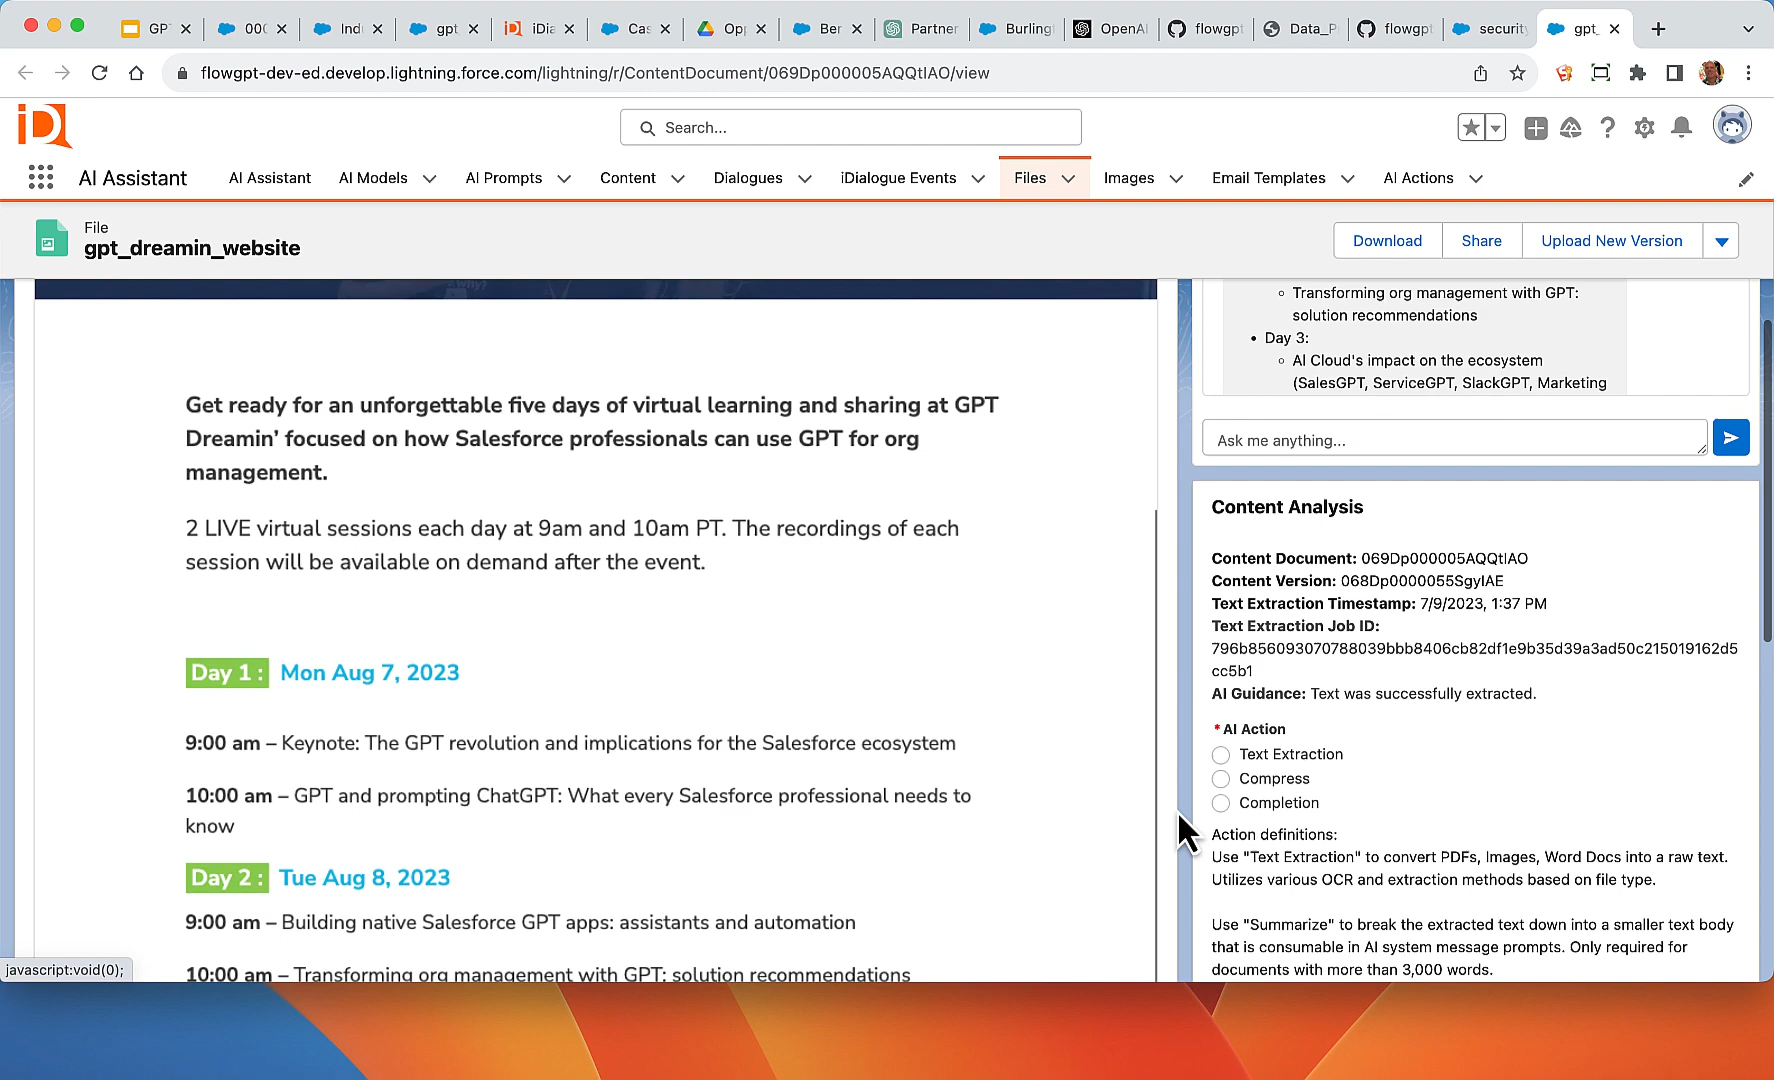 GP
00(
Ind
gpt
iDia
Cas
Opp
Ber
Partner
Burling
OpenAI
flowgpt
Data_P
flowgpt
security
gpt_
flowgpt-dev-ed.develop.lightning.force.com/lightning/r/ContentDocument/069Dp000005AQQtIAO/view
iD
Search...
AI Assistant
AI Assistant
AI Models
AI Prompts
Content
Dialogues
iDialogue Events
Files
Images
Email Templates
AI Actions
File
gpt_dreamin_website
Download
Share
Upload New Version
why?
Get ready for an unforgettable five days of virtual learning and sharing at GPT
Dreamin’ focused on how Salesforce professionals can use GPT for org
management.
2 LIVE virtual sessions each day at 9am and 10am PT. The recordings of each
session will be available on demand after the event.
Day 1 : Mon Aug 7, 2023
9:00 am – Keynote: The GPT revolution and implications for the Salesforce ecosystem
10:00 am – GPT and prompting ChatGPT: What every Salesforce professional needs to
know
Day 2 : Tue Aug 8, 2023
9:00 am – Building native Salesforce GPT apps: assistants and automation
10:00 am – Transforming org management with GPT: solution recommendations
◦ Transforming org management with GPT:
solution recommendations
• Day 3:
◦ AI Cloud's impact on the ecosystem
(SalesGPT, ServiceGPT, SlackGPT, Marketing
Ask me anything...
Content Analysis
Content Document: 069Dp000005AQQtIAO
Content Version: 068Dp0000055SgyIAE
Text Extraction Timestamp: 7/9/2023, 1:37 PM
Text Extraction Job ID:
796b856093070788039bbb8406cb82df1e9b35d39a3ad50c215019162d5
cc5b1
AI Guidance: Text was successfully extracted.
* AI Action
Text Extraction
Compress
Completion
Action definitions:
Use "Text Extraction" to convert PDFs, Images, Word Docs into a raw text.
Utilizes various OCR and extraction methods based on file type.
Use "Summarize" to break the extracted text down into a smaller text body
that is consumable in AI system message prompts. Only required for
documents with more than 3,000 words.
javascript:void(0);